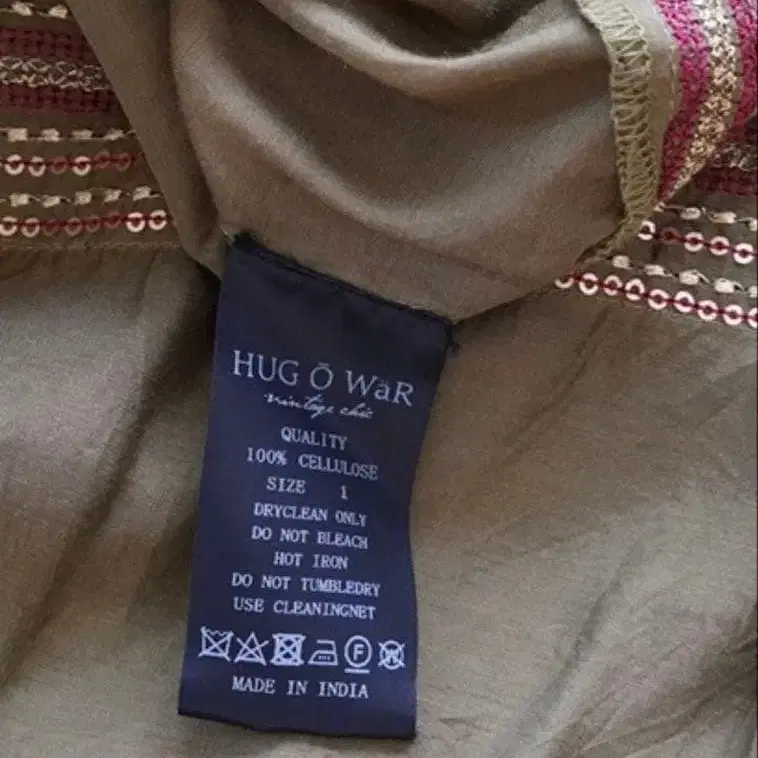 HUG Ō WäR
vintage chic
QUALITY
100% CELLULOSE
SIZE 1
DRYCLEAN ONLY
DO NOT BLEACH
HOT IRON
DO NOT TUMBLEDRY
USE CLEANINGNET
F W
MADE IN INDIA